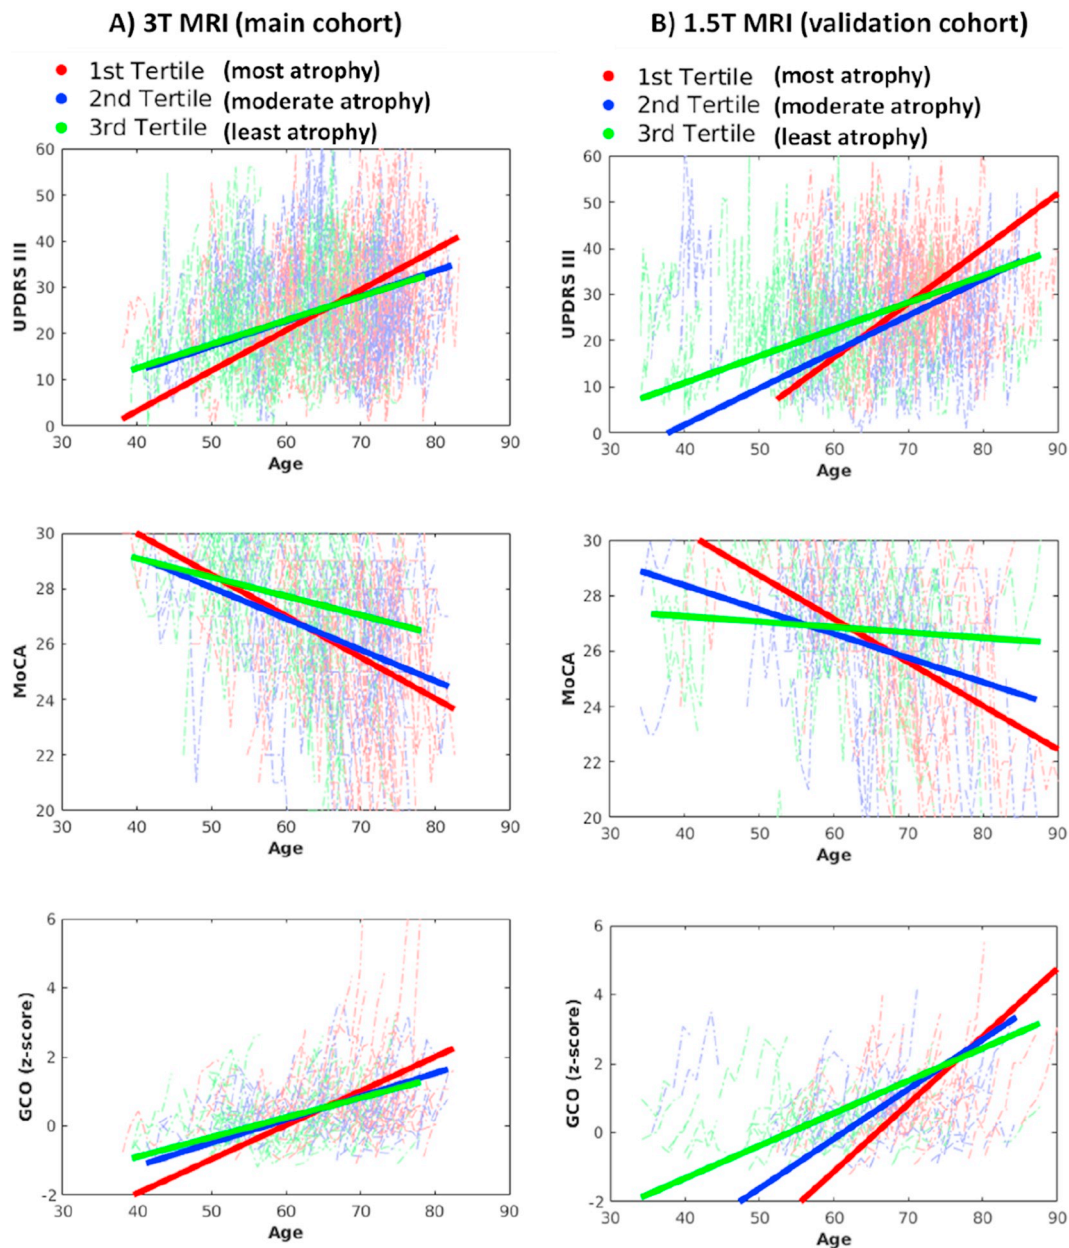 A) 3T MRI (main cohort)
1st Tertile (most atrophy)
2nd Tertile (moderate atrophy)
3rd Tertile (least atrophy)
60
50
40
30
20
10
0
UPDRS III
30 40 50 60 70 80 90
Age
30
28
26
24
22
20
MoCA
30 40 50 60 70 80 90
Age
6
4
2
0
-2
GCO (z-score)
30 40 50 60 70 80 90
Age
B) 1.5T MRI (validation cohort)
1st Tertile (most atrophy)
2nd Tertile (moderate atrophy)
3rd Tertile (least atrophy)
60
50
40
30
20
10
0
UPDRS III
30 40 50 60 70 80 90
Age
30
28
26
24
22
20
MoCA
30 40 50 60 70 80 90
Age
6
4
2
0
-2
GCO (z-score)
30 40 50 60 70 80 90
Age